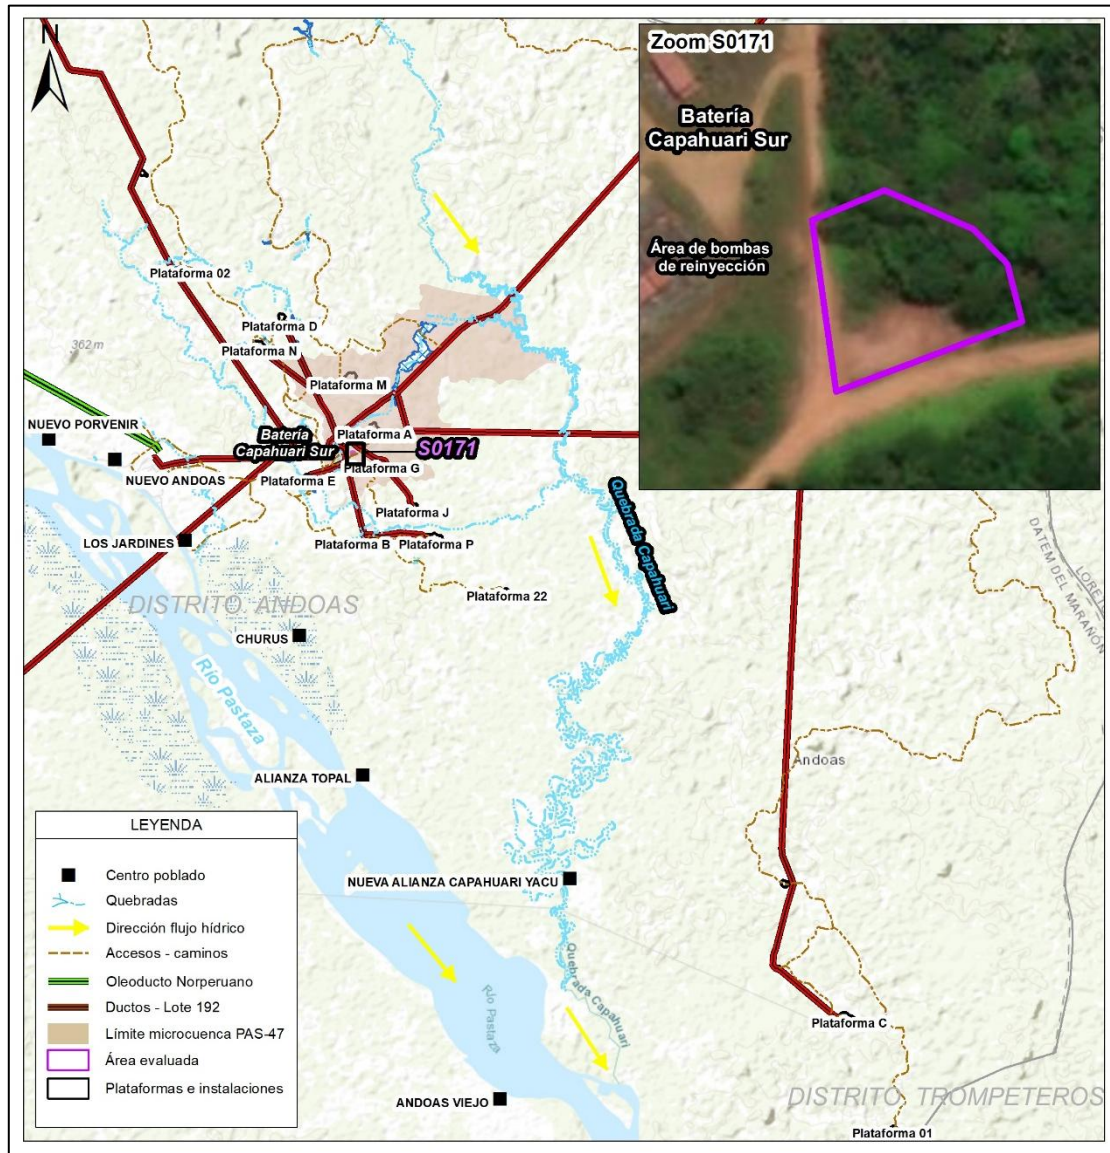 N
Zoom S0171
Batería
Capahuari Sur
Área de bombas
de reinyección
Plataforma 02
Plataforma D
Plataforma N
362 m
Plataforma M
NUEVO PORVENIR
Batería
Capahuari Sur
Plataforma A
S0171
Plataforma G
NUEVO ANDOAS
Plataforma E
Plataforma J
LOS JARDINES
Plataforma B
Plataforma P
Quebrada Capahuari
Plataforma 22
DISTRITO ANDOAS
CHURUS
LORETO
DATEM DEL MARAÑÓN
Río Pastaza
Andoas
ALIANZA TOPAL
NUEVA ALIANZA CAPAHUARI YACU
Quebrada Capahuari
Río Pastaza
Plataforma C
ANDOAS VIEJO
DISTRITO TROMPETEROS
Plataforma 01
LEYENDA
Centro poblado
Quebradas
Dirección flujo hídrico
Accesos - caminos
Oleoducto Norperuano
Ductos - Lote 192
Límite microcuenca PAS-47
Área evaluada
Plataformas e instalaciones